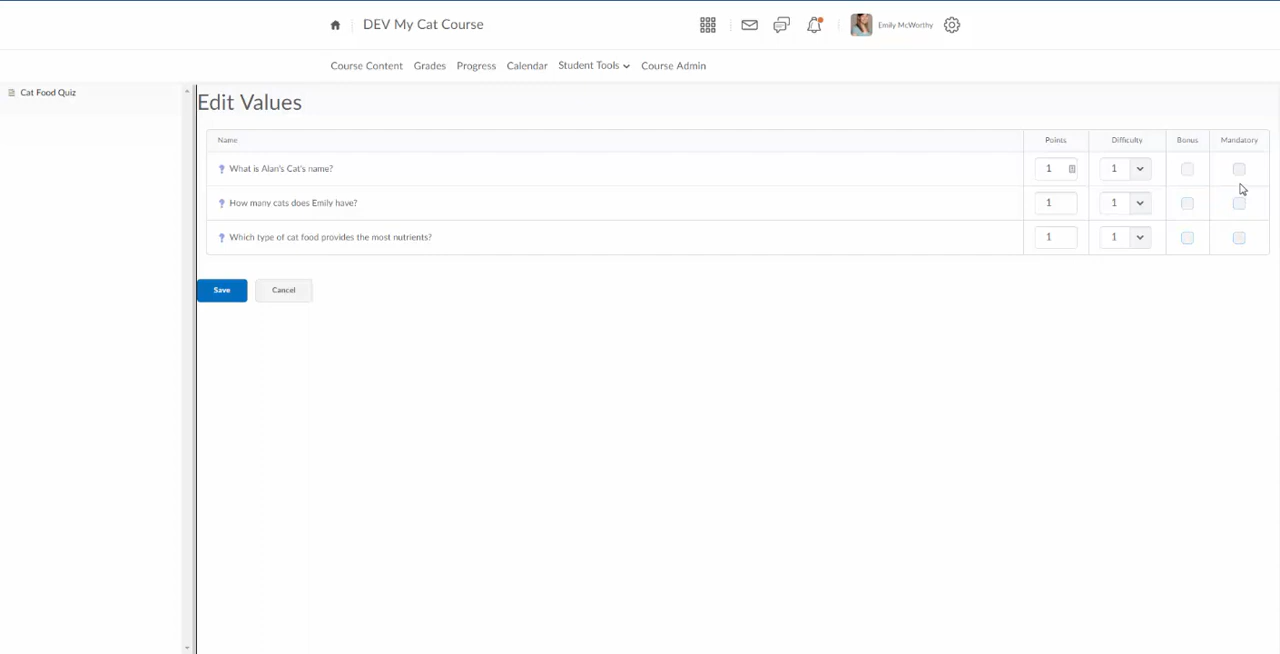 DEV My Cat Course
Emily McWorthy
Course Content Grades Progress Calendar Student Tools Course Admin
Cat Food Quiz
Edit Values
Name Points Difficulty Bonus Mandatory
What is Alan's Cat's name? 1 1
How many cats does Emily have? 1 1
Which type of cat food provides the most nutrients? 1 1
Save Cancel